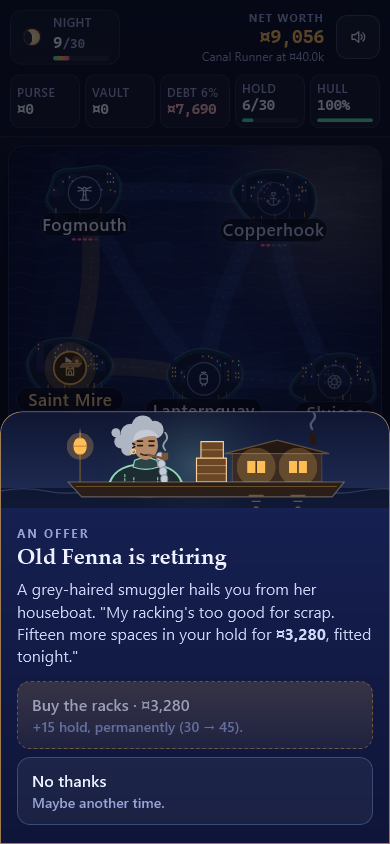 NIGHT
9/30
NET WORTH
¤9,056
Canal Runner at ¤40.0k
PURSE
¤0
VAULT
¤0
DEBT 6%
¤7,690
HOLD
6/30
HULL
100%
Fogmouth
Copperhook
Saint Mire
Lanternquay
Sluices
AN OFFER
Old Fenna is retiring
A grey-haired smuggler hails you from her
houseboat. "My racking's too good for scrap.
Fifteen more spaces in your hold for ¤3,280, fitted
tonight."
Buy the racks · ¤3,280
+15 hold, permanently (30 → 45).
No thanks
Maybe another time.